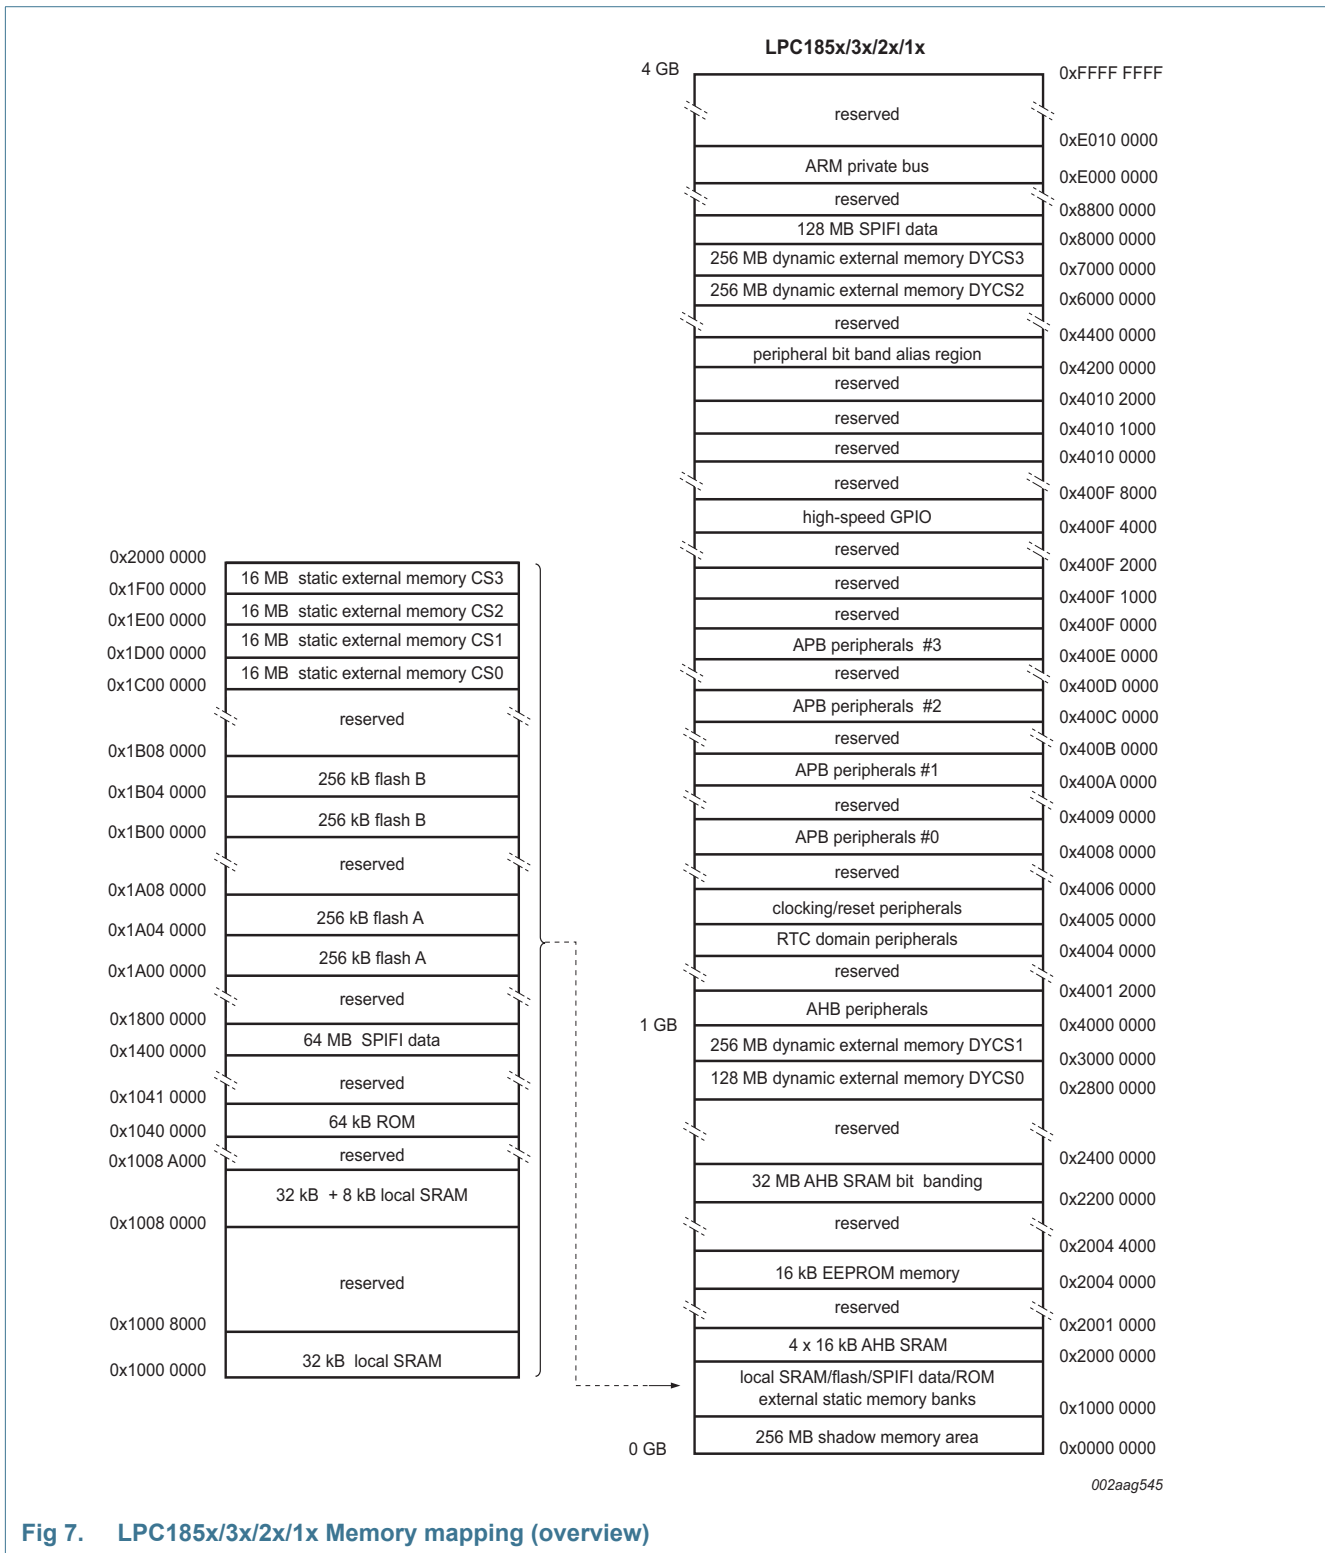 LPC185x/3x/2x/1x
4 GB
0xFFFF FFFF
reserved
0xE010 0000
ARM private bus
0xE000 0000
reserved
0x8800 0000
128 MB SPIFI data
0x8000 0000
256 MB dynamic external memory DYCS3
0x7000 0000
256 MB dynamic external memory DYCS2
0x6000 0000
reserved
0x4400 0000
peripheral bit band alias region
0x4200 0000
reserved
0x4010 2000
reserved
0x4010 1000
reserved
0x4010 0000
reserved
0x400F 8000
high-speed GPIO
0x400F 4000
reserved
0x400F 2000
reserved
0x400F 1000
reserved
0x400F 0000
APB peripherals #3
0x400E 0000
reserved
0x400D 0000
APB peripherals #2
0x400C 0000
reserved
0x400B 0000
APB peripherals #1
0x400A 0000
reserved
0x4009 0000
APB peripherals #0
0x4008 0000
reserved
0x4006 0000
clocking/reset peripherals
0x4005 0000
RTC domain peripherals
0x4004 0000
reserved
0x4001 2000
AHB peripherals
1 GB
0x4000 0000
256 MB dynamic external memory DYCS1
0x3000 0000
128 MB dynamic external memory DYCS0
0x2800 0000
reserved
0x2400 0000
32 MB AHB SRAM bit banding
0x2200 0000
reserved
0x2004 4000
16 kB EEPROM memory
0x2004 0000
reserved
0x2001 0000
4 x 16 kB AHB SRAM
0x2000 0000
local SRAM/flash/SPIFI data/ROM
external static memory banks
0x1000 0000
256 MB shadow memory area
0 GB
0x0000 0000
0x2000 0000
16 MB static external memory CS3
0x1F00 0000
16 MB static external memory CS2
0x1E00 0000
16 MB static external memory CS1
0x1D00 0000
16 MB static external memory CS0
0x1C00 0000
reserved
0x1B08 0000
256 kB flash B
0x1B04 0000
256 kB flash B
0x1B00 0000
reserved
0x1A08 0000
256 kB flash A
0x1A04 0000
256 kB flash A
0x1A00 0000
reserved
0x1800 0000
64 MB SPIFI data
0x1400 0000
reserved
0x1041 0000
64 kB ROM
0x1040 0000
reserved
0x1008 A000
32 kB + 8 kB local SRAM
0x1008 0000
reserved
0x1000 8000
32 kB local SRAM
0x1000 0000
002aag545
Fig 7. LPC185x/3x/2x/1x Memory mapping (overview)